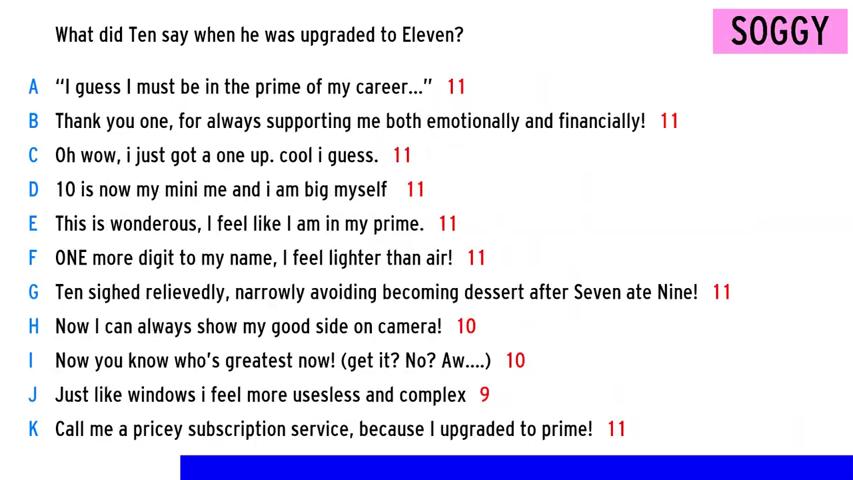 What did Ten say when he was upgraded to Eleven?
SOGGY
A “I guess I must be in the prime of my career...” 11
B Thank you one, for always supporting me both emotionally and financially! 11
C Oh wow, i just got a one up. cool i guess. 11
D 10 is now my mini me and i am big myself 11
E This is wonderous, I feel like I am in my prime. 11
F ONE more digit to my name, I feel lighter than air! 11
G Ten sighed relievedly, narrowly avoiding becoming dessert after Seven ate Nine! 11
H Now I can always show my good side on camera! 10
I Now you know who's greatest now! (get it? No? Aw....) 10
J Just like windows i feel more usesless and complex 9
K Call me a pricey subscription service, because I upgraded to prime! 11